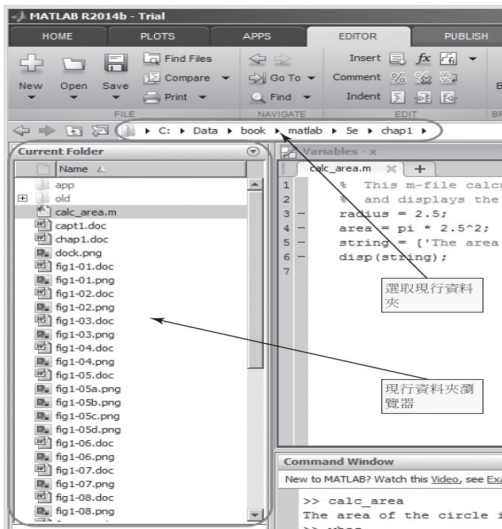 MATLAB R2014b - Trial
HOME PLOTS APPS EDITOR PUBLISH
Find Files Insert fx
Compare Go To Comment
New Open Save Print Find Indent
FILE NAVIGATE EDIT
C: Data book matlab 5e chap1
Current Folder
Name
app
old
calc_area.m
capt1.doc
chap1.doc
dock.png
fig1-01.doc
fig1-01.png
fig1-02.doc
fig1-02.png
fig1-03.doc
fig1-03.png
fig1-04.doc
fig1-04.png
fig1-05.doc
fig1-05a.png
fig1-05b.png
fig1-05c.png
fig1-05d.png
fig1-06.doc
fig1-06.png
fig1-07.doc
fig1-07.png
fig1-08.doc
fig1-08.png
Variables - x
calc_area.m
1 % This m-file calcu
2 % and displays the
3 - radius = 2.5;
4 - area = pi * 2.5^2;
5 - string = ['The area
6 - disp(string);
7
選取現行資料
夾
現行資料夾瀏
覽器
Command Window
New to MATLAB? Watch this Video, see Exa
>> calc_area
The area of the circle i